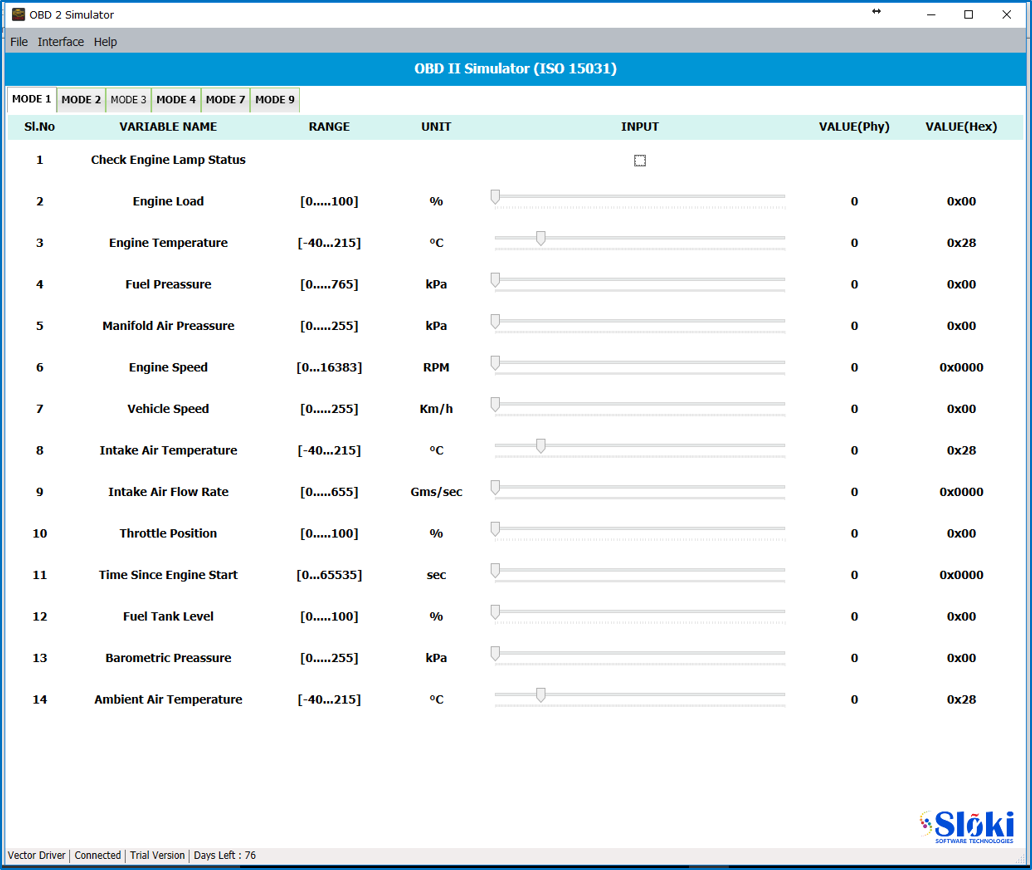 OBD 2 Simulator
File Interface Help
OBD II Simulator (ISO 15031)
MODE 1 MODE 2 MODE 3 MODE 4 MODE 7 MODE 9
Sl.No VARIABLE NAME RANGE UNIT INPUT VALUE(Phy) VALUE(Hex)
1 Check Engine Lamp Status
2 Engine Load [0.....100] % 0 0x00
3 Engine Temperature [-40...215] °C 0 0x28
4 Fuel Preassure [0.....765] kPa 0 0x00
5 Manifold Air Preassure [0.....255] kPa 0 0x00
6 Engine Speed [0...16383] RPM 0 0x0000
7 Vehicle Speed [0.....255] Km/h 0 0x00
8 Intake Air Temperature [-40...215] °C 0 0x28
9 Intake Air Flow Rate [0.....655] Gms/sec 0 0x0000
10 Throttle Position [0.....100] % 0 0x00
11 Time Since Engine Start [0...65535] sec 0 0x0000
12 Fuel Tank Level [0.....100] % 0 0x00
13 Barometric Preassure [0.....255] kPa 0 0x00
14 Ambient Air Temperature [-40...215] °C 0 0x28
Slöki
SOFTWARE TECHNOLOGIES
Vector Driver Connected Trial Version Days Left : 76